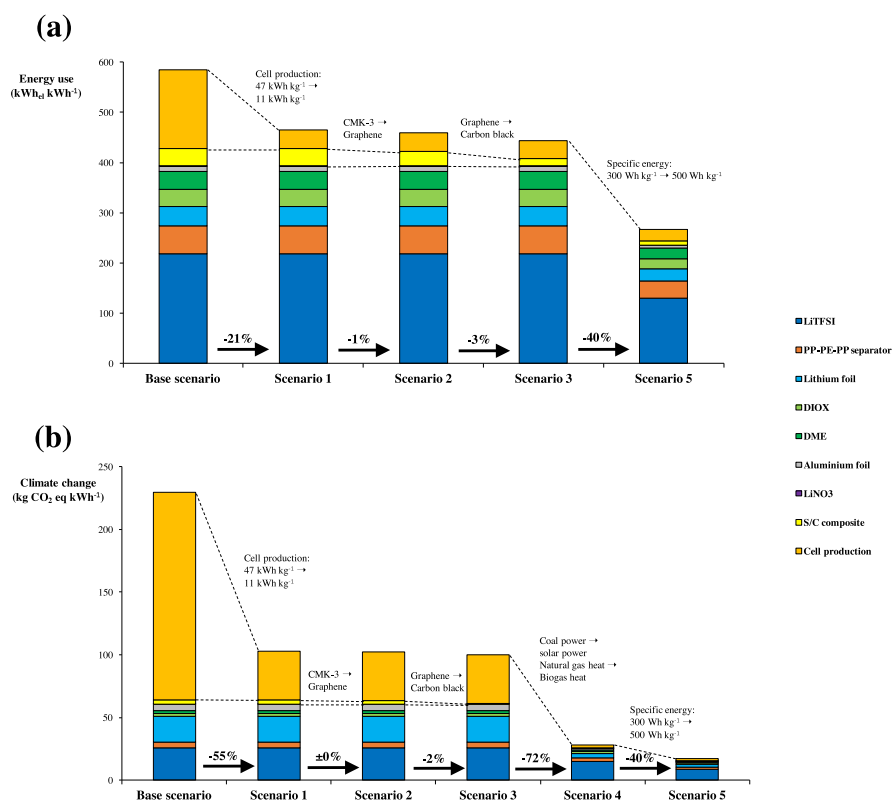 (a)
Energy use
(kWhₑₗ kWh⁻¹)
600
500
400
300
200
100
0
Cell production:
47 kWh kg⁻¹ →
11 kWh kg⁻¹
CMK-3 →
Graphene
Graphene →
Carbon black
Specific energy:
300 Wh kg⁻¹ → 500 Wh kg⁻¹
-21%
-1%
-3%
-40%
Base scenario
Scenario 1
Scenario 2
Scenario 3
Scenario 5
LiTFSI
PP-PE-PP separator
Lithium foil
DIOX
DME
Aluminium foil
LiNO3
S/C composite
Cell production
(b)
Climate change
(kg CO₂ eq kWh⁻¹)
250
200
150
100
50
0
Cell production:
47 kWh kg⁻¹ →
11 kWh kg⁻¹
CMK-3 →
Graphene
Graphene →
Carbon black
Coal power →
solar power
Natural gas heat →
Biogas heat
Specific energy:
300 Wh kg⁻¹ →
500 Wh kg⁻¹
-55%
±0%
-2%
-72%
-40%
Base scenario
Scenario 1
Scenario 2
Scenario 3
Scenario 4
Scenario 5